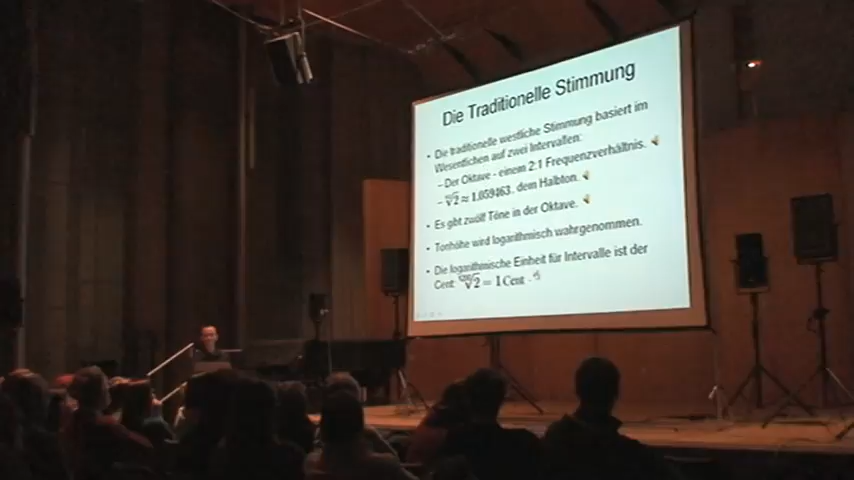 Die Traditionelle Stimmung
• Die traditionelle westliche Stimmung basiert im
Wesentlichen auf zwei Intervallen:
– Der Oktave - einem 2:1 Frequenzverhältnis.
– ¹²√2 ≈ 1.059463, dem Halbton.
• Es gibt zwölf Töne in der Oktave.
• Tonhöhe wird logarithmisch wahrgenommen.
• Die logarithmische Einheit für Intervalle ist der
Cent: ¹²⁰⁰√2 = 1 Cent .